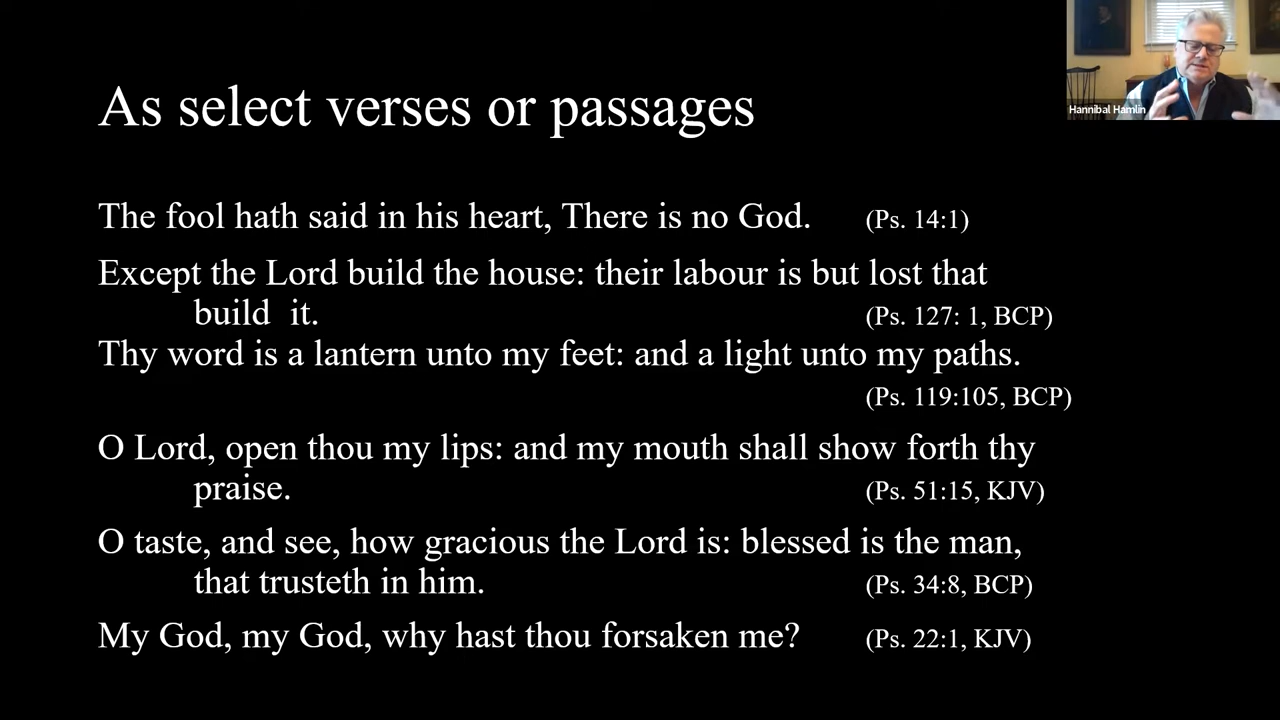 Hannibal Hamlin
As select verses or passages
The fool hath said in his heart, There is no God. (Ps. 14:1)
Except the Lord build the house: their labour is but lost that
build it. (Ps. 127: 1, BCP)
Thy word is a lantern unto my feet: and a light unto my paths.
(Ps. 119:105, BCP)
O Lord, open thou my lips: and my mouth shall show forth thy
praise. (Ps. 51:15, KJV)
O taste, and see, how gracious the Lord is: blessed is the man,
that trusteth in him. (Ps. 34:8, BCP)
My God, my God, why hast thou forsaken me? (Ps. 22:1, KJV)